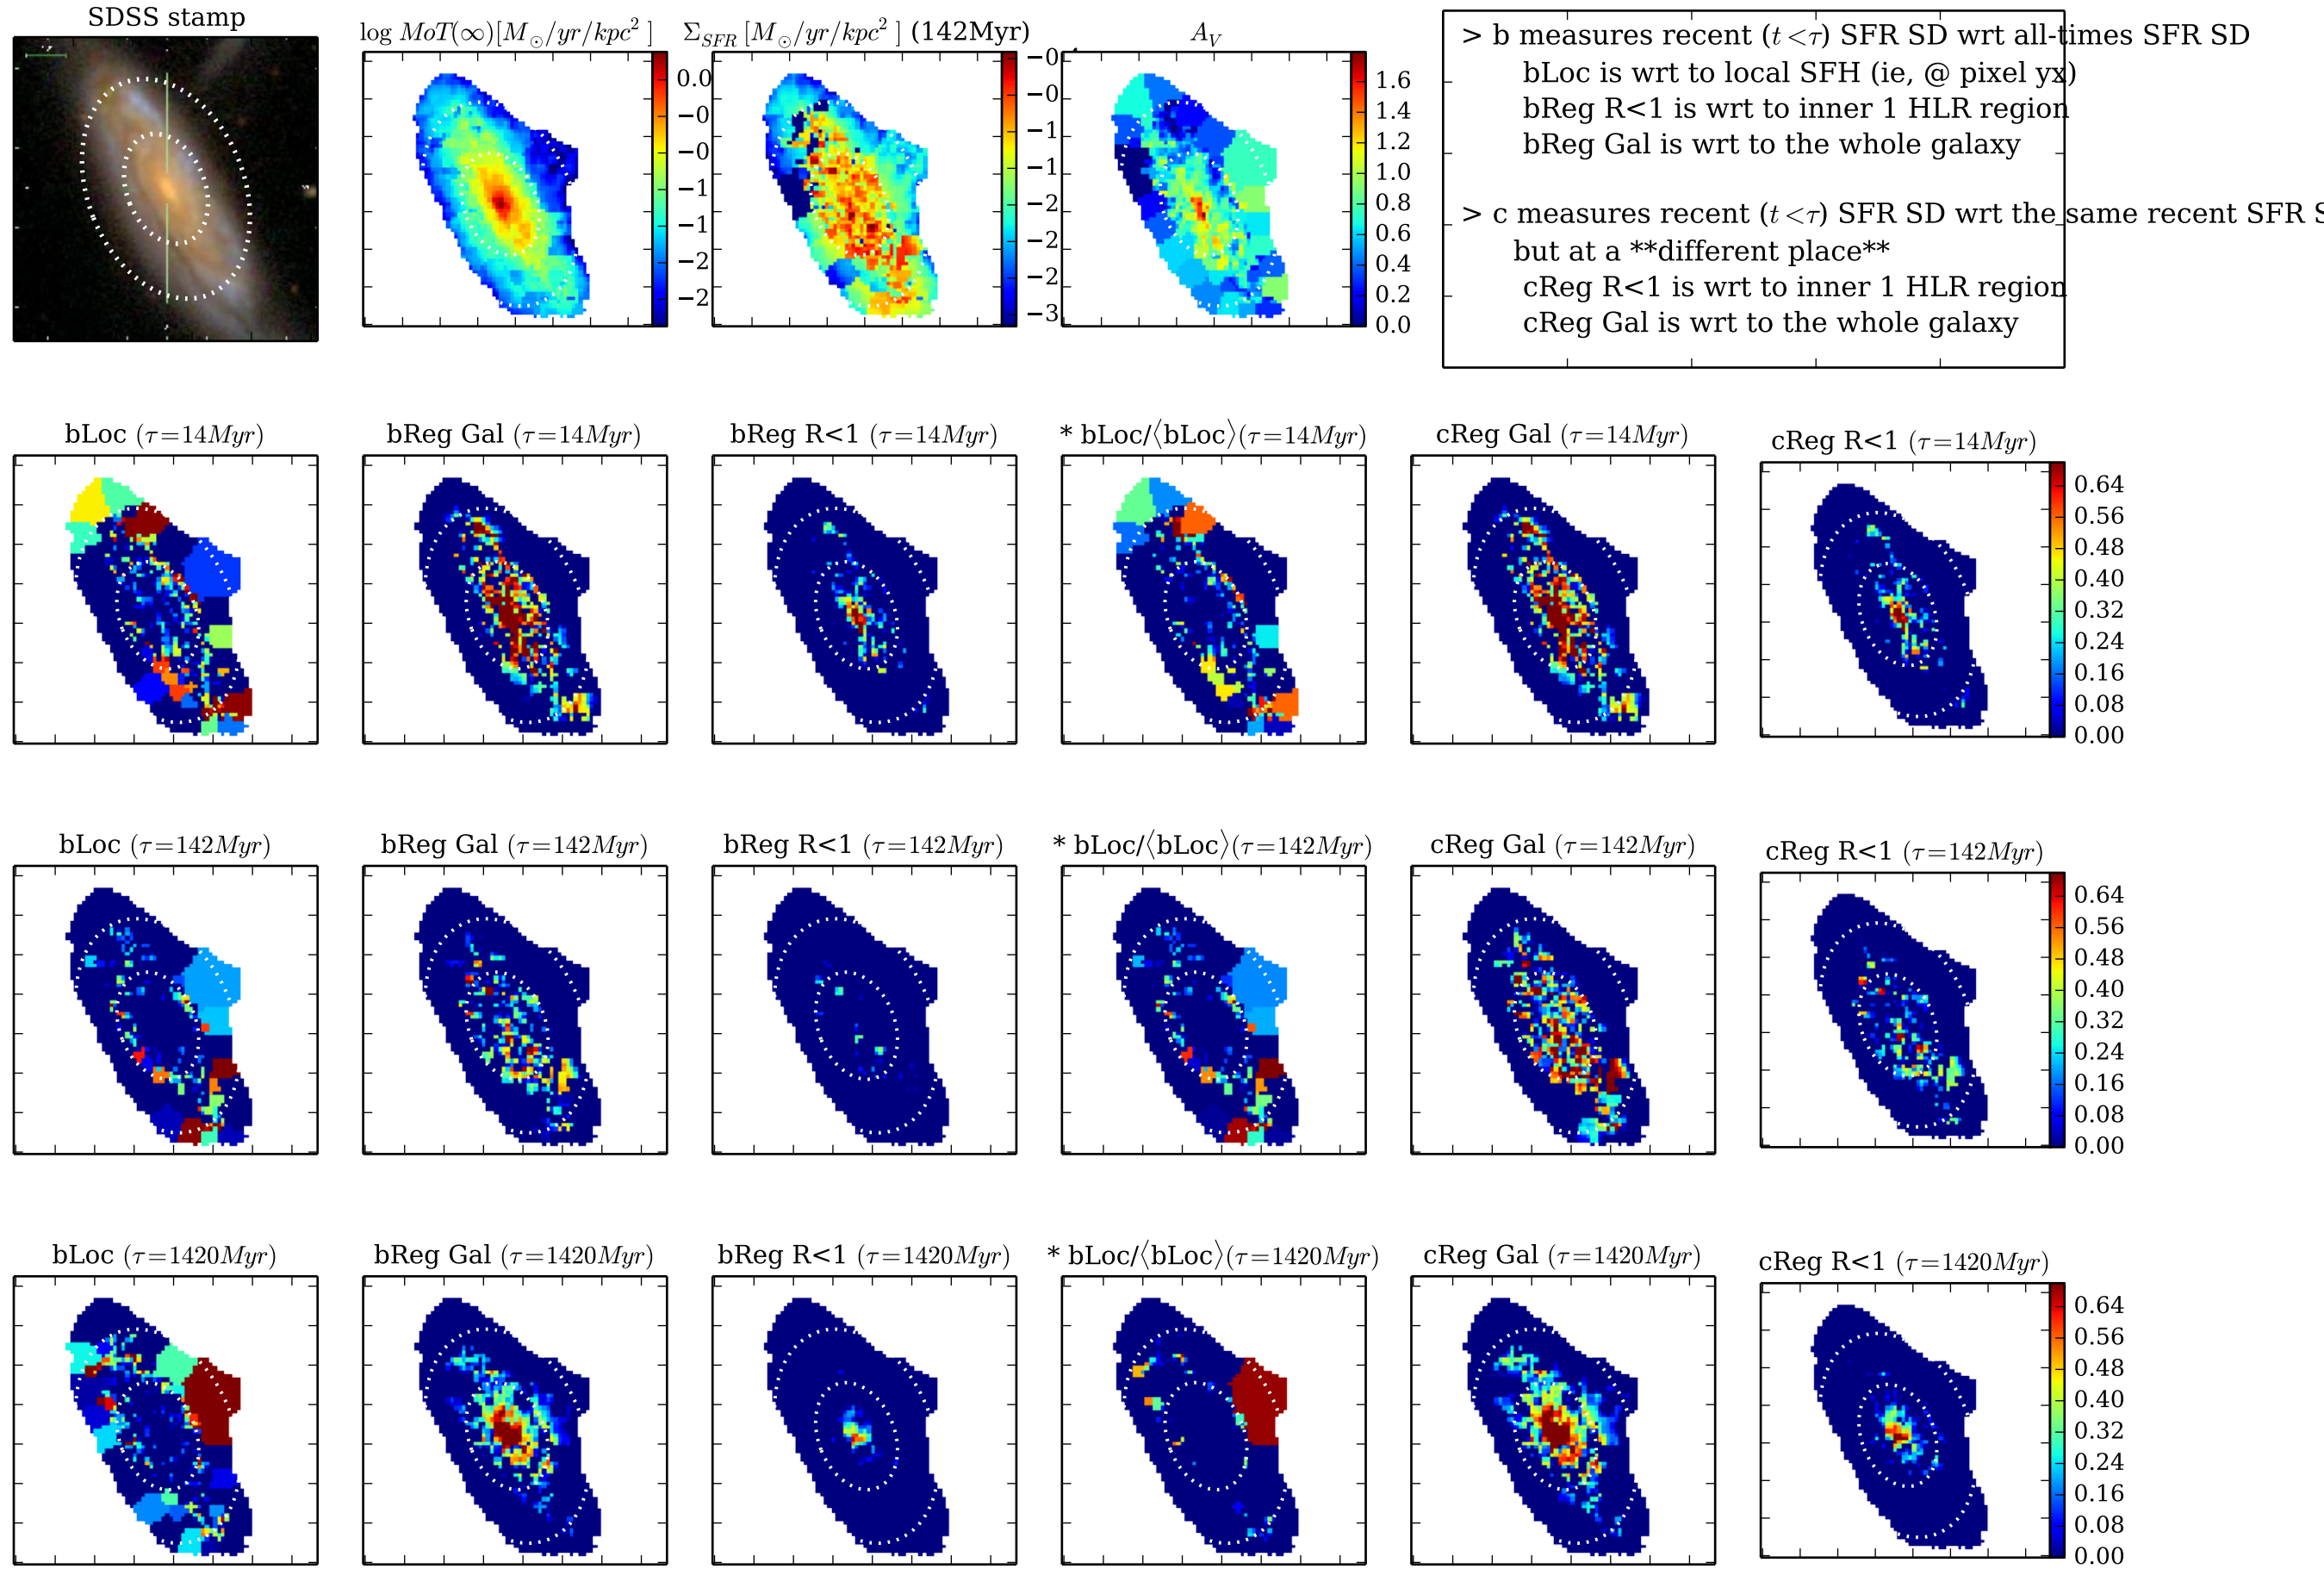 SDSS stamp
log MoT(∞)[M⊙/yr/kpc² ]
Σ_SFR [M⊙/yr/kpc² ] (142Myr)
A_V
0.0
−0
−0
−1
−1
−2
−2
−0
−0
−1
−1
−2
−2
−2
−3
1.6
1.4
1.2
1.0
0.8
0.6
0.4
0.2
0.0
> b measures recent (t<τ) SFR SD wrt all-times SFR SD
bLoc is wrt to local SFH (ie, @ pixel yx)
bReg R<1 is wrt to inner 1 HLR region
bReg Gal is wrt to the whole galaxy
> c measures recent (t<τ) SFR SD wrt the same recent SFR S
but at a **different place**
cReg R<1 is wrt to inner 1 HLR region
cReg Gal is wrt to the whole galaxy
bLoc (τ=14Myr)
bReg Gal (τ=14Myr)
bReg R<1 (τ=14Myr)
* bLoc/⟨bLoc⟩(τ=14Myr)
cReg Gal (τ=14Myr)
cReg R<1 (τ=14Myr)
0.64
0.56
0.48
0.40
0.32
0.24
0.16
0.08
0.00
bLoc (τ=142Myr)
bReg Gal (τ=142Myr)
bReg R<1 (τ=142Myr)
* bLoc/⟨bLoc⟩(τ=142Myr)
cReg Gal (τ=142Myr)
cReg R<1 (τ=142Myr)
0.64
0.56
0.48
0.40
0.32
0.24
0.16
0.08
0.00
bLoc (τ=1420Myr)
bReg Gal (τ=1420Myr)
bReg R<1 (τ=1420Myr)
* bLoc/⟨bLoc⟩(τ=1420Myr)
cReg Gal (τ=1420Myr)
cReg R<1 (τ=1420Myr)
0.64
0.56
0.48
0.40
0.32
0.24
0.16
0.08
0.00